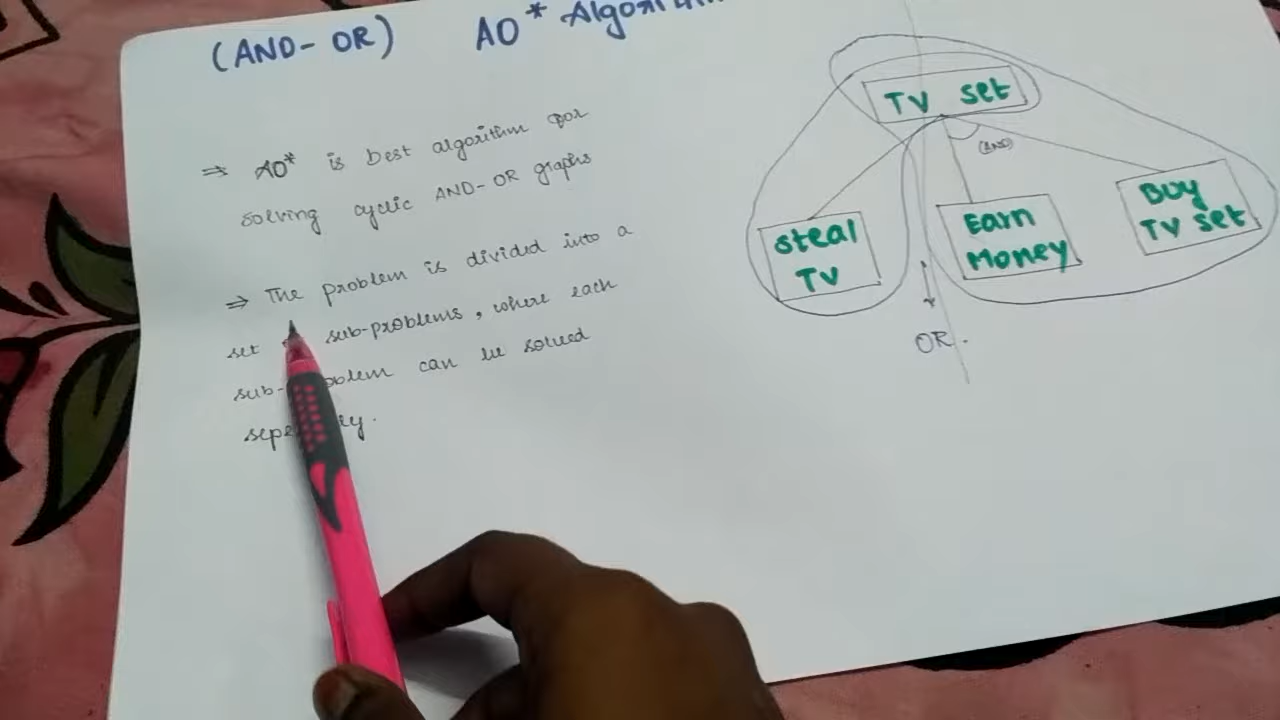 (AND-OR) AO* Algorithm
⇒ AO* is best algorithm for
solving cyclic AND-OR graphs
⇒ The problem is divided into a
set sub-problems, where each
sub- can be solved
TV set
(AND)
steal
TV
Earn
Money
Buy
TV set
OR.